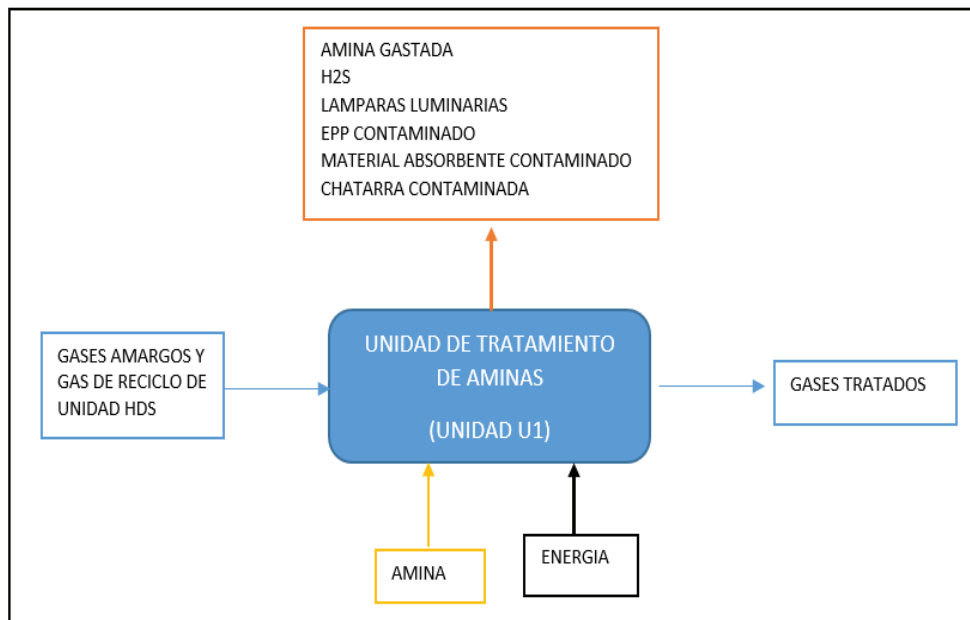 AMINA GASTADA
H2S
LAMPARAS LUMINARIAS
EPP CONTAMINADO
MATERIAL ABSORBENTE CONTAMINADO
CHATARRA CONTAMINADA
GASES AMARGOS Y
GAS DE RECICLO DE
UNIDAD HDS
UNIDAD DE TRATAMIENTO
DE AMINAS
(UNIDAD U1)
GASES TRATADOS
AMINA
ENERGIA